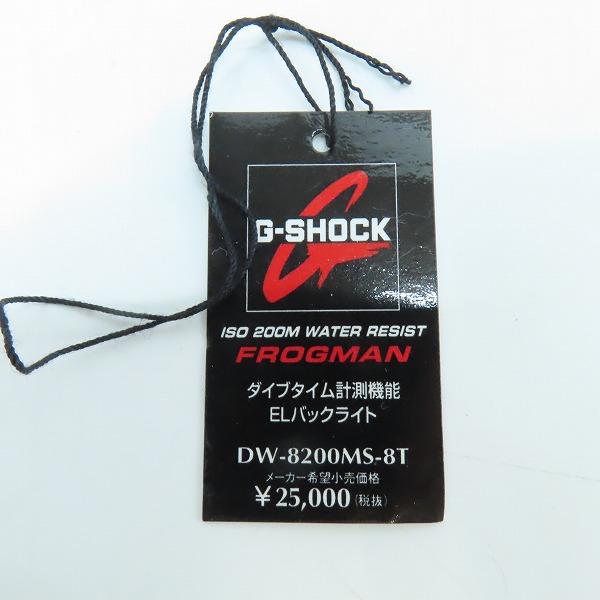 G-SHOCK
ISO 200M WATER RESIST
FROGMAN
ダイブタイム計測機能
ELバックライト
DW-8200MS-8T
メーカー希望小売価格
￥25,000(税抜)